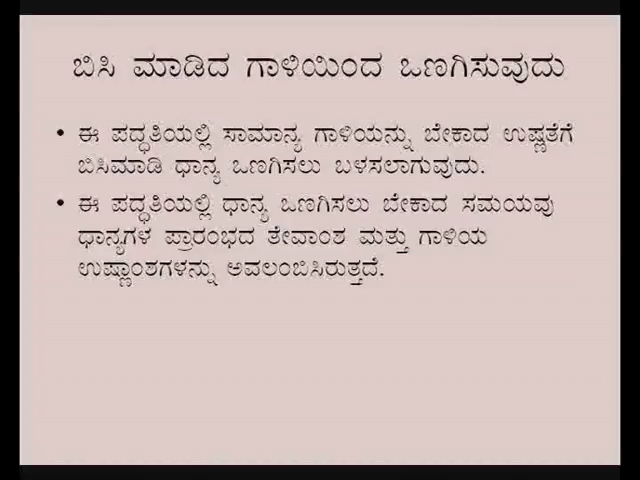 ಬಿಸಿ ಮಾಡಿದ ಗಾಳಿಯಿಂದ ಒಣಗಿಸುವುದು
• ಈ ಪದ್ಧತಿಯಲ್ಲಿ ಸಾಮಾನ್ಯ ಗಾಳಿಯನ್ನು ಬೇಕಾದ ಉಷ್ಣತೆಗೆ
ಬಿಸಿಮಾಡಿ ಧಾನ್ಯ ಒಣಗಿಸಲು ಬಳಸಲಾಗುವುದು.
• ಈ ಪದ್ಧತಿಯಲ್ಲಿ ಧಾನ್ಯ ಒಣಗಿಸಲು ಬೇಕಾದ ಸಮಯವು
ಧಾನ್ಯಗಳ ಪ್ರಾರಂಭದ ತೇವಾಂಶ ಮತ್ತು ಗಾಳಿಯ
ಉಷ್ಣಾಂಶಗಳನ್ನು ಅವಲಂಬಿಸಿರುತ್ತದೆ.